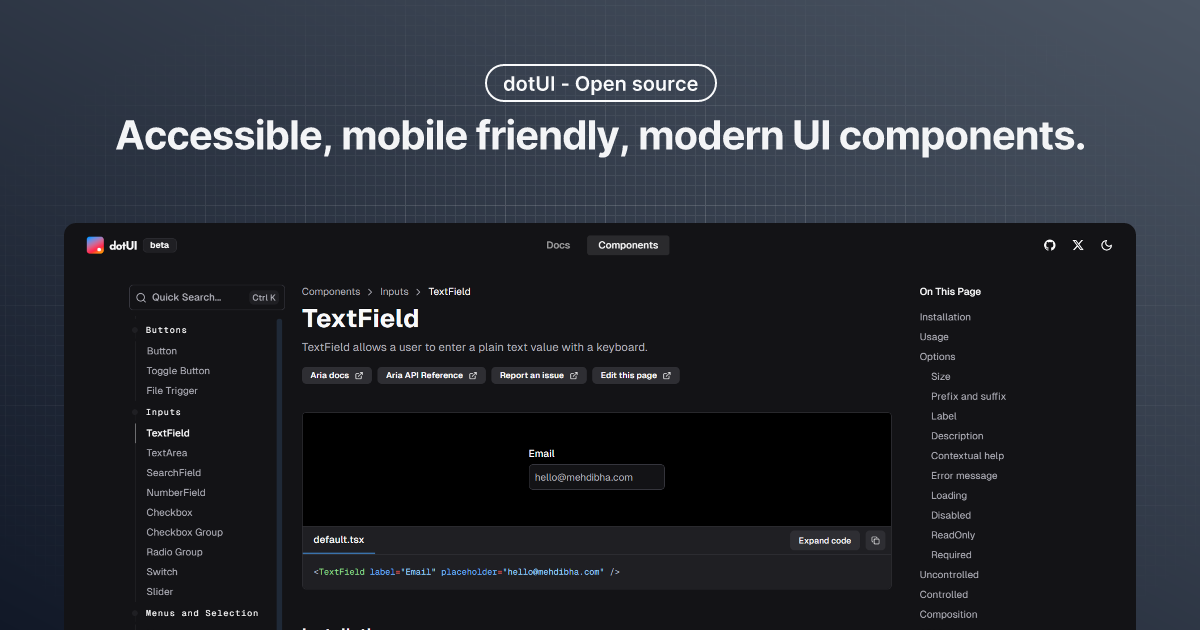 dotUI - Open source
Accessible, mobile friendly, modern UI components.
dotUI beta
Docs Components
Quick Search... Ctrl K
Buttons
Button
Toggle Button
File Trigger
Inputs
TextField
TextArea
SearchField
NumberField
Checkbox
Checkbox Group
Radio Group
Switch
Slider
Menus and Selection
Components > Inputs > TextField
TextField
TextField allows a user to enter a plain text value with a keyboard.
Aria docs Aria API Reference Report an issue Edit this page
Email
hello@mehdibha.com
default.tsx Expand code
<TextField label="Email" placeholder="hello@mehdibha.com" />
On This Page
Installation
Usage
Options
Size
Prefix and suffix
Label
Description
Contextual help
Error message
Loading
Disabled
ReadOnly
Required
Uncontrolled
Controlled
Composition